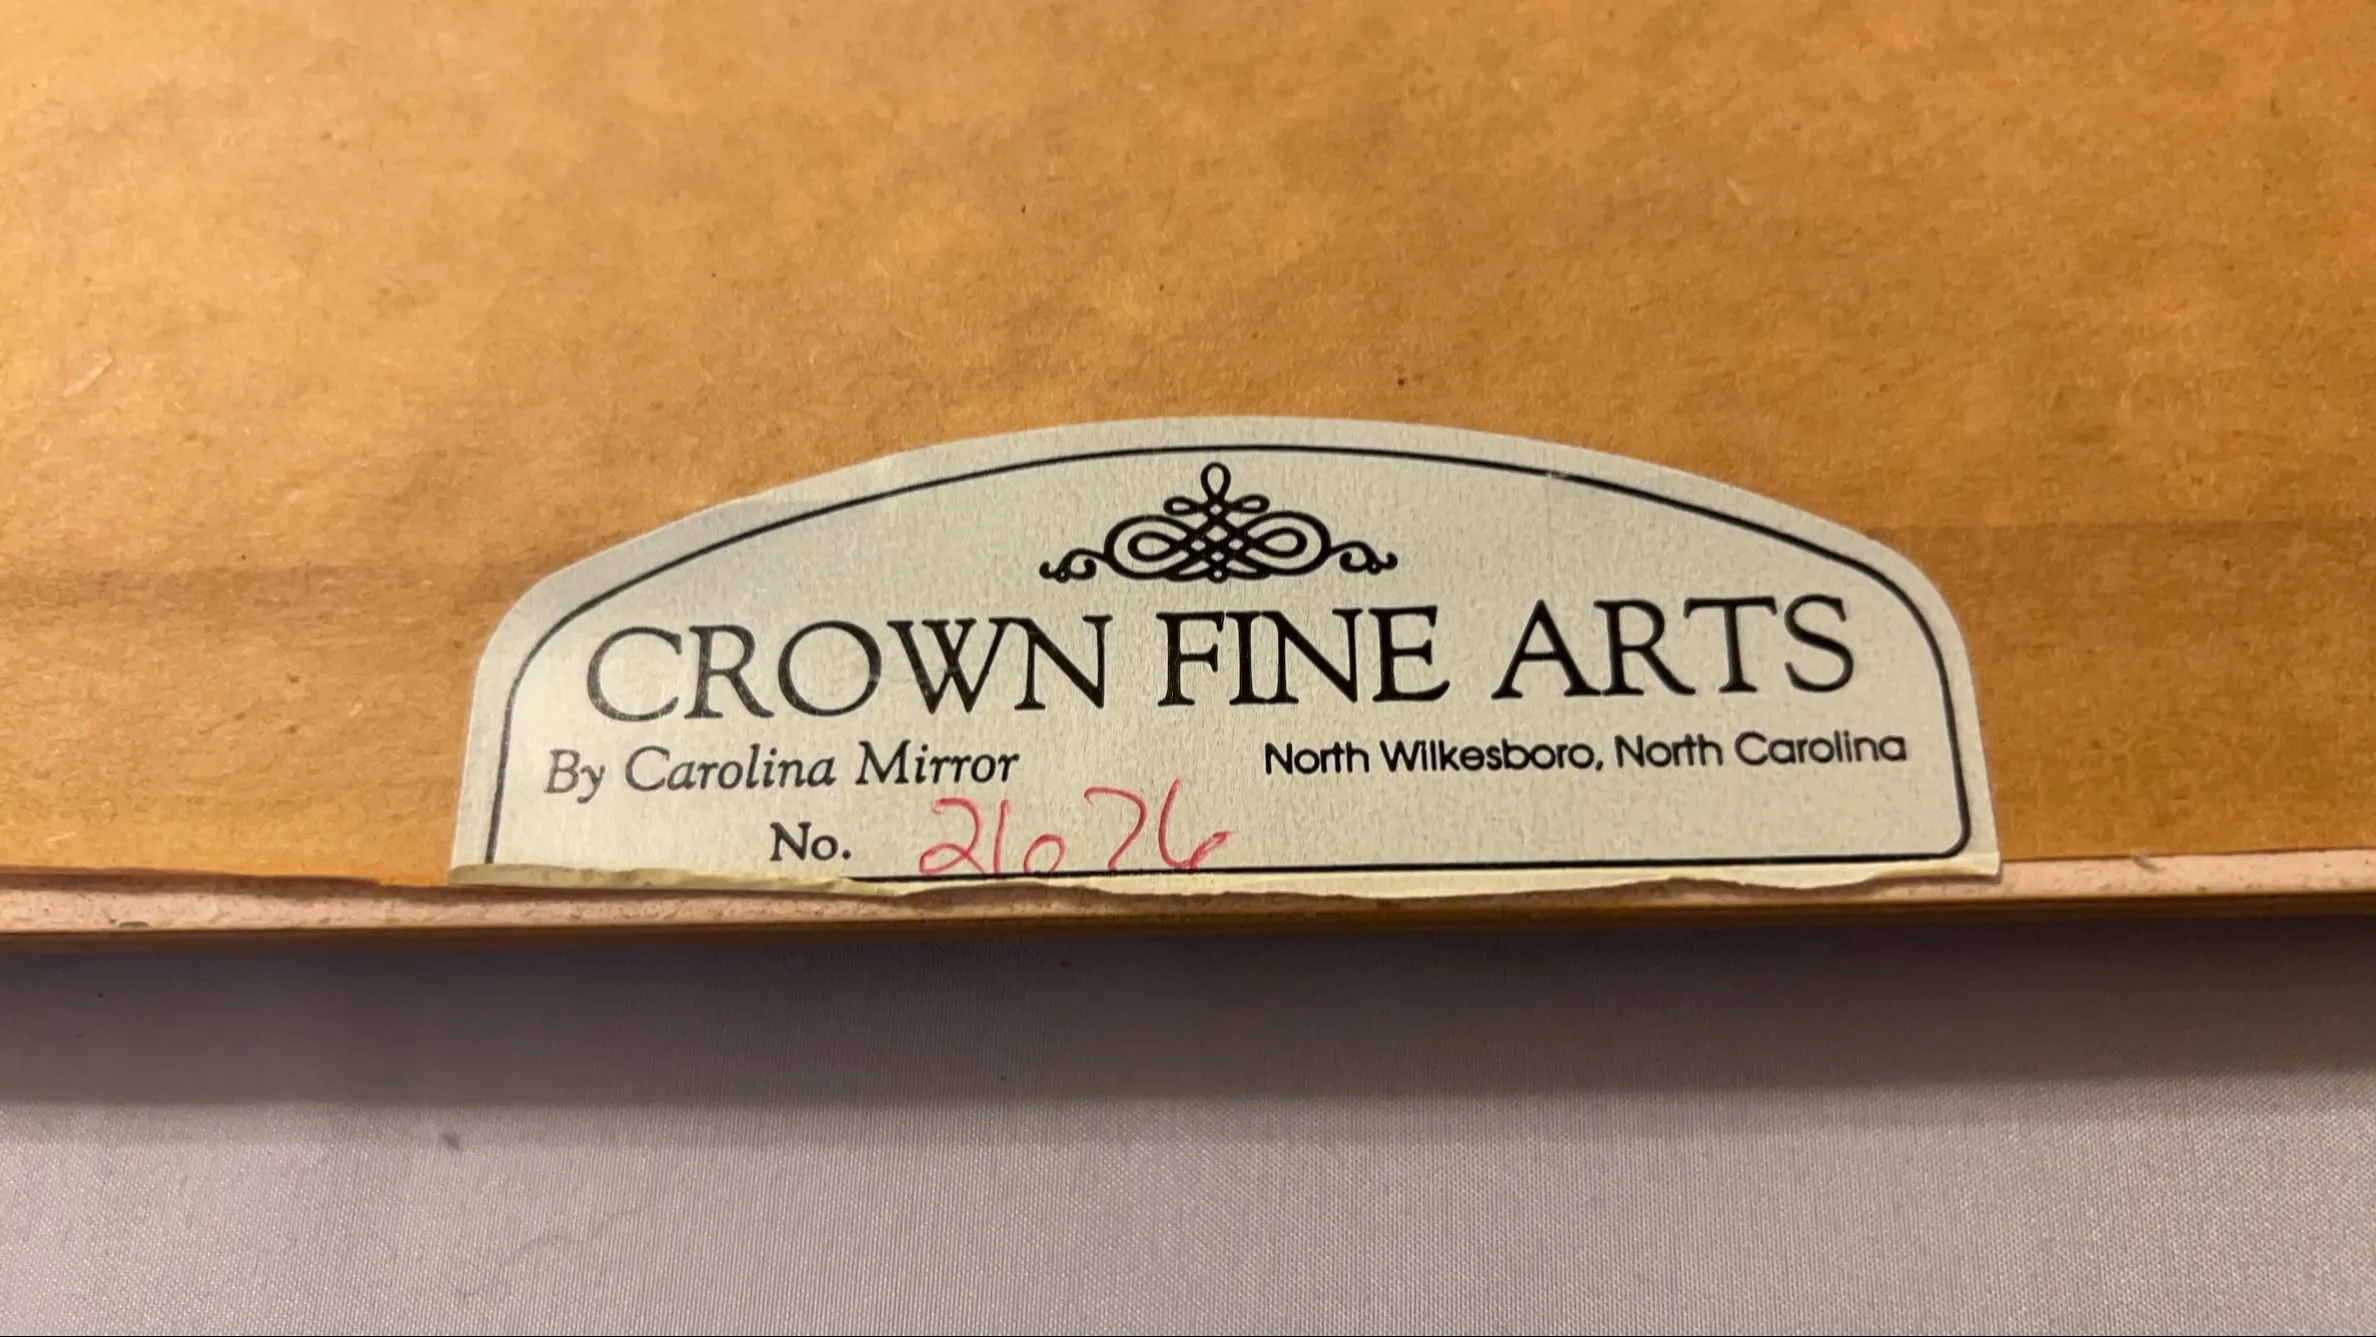 CROWN FINE ARTS
By Carolina Mirror North Wilkesboro, North Carolina
No. 21076